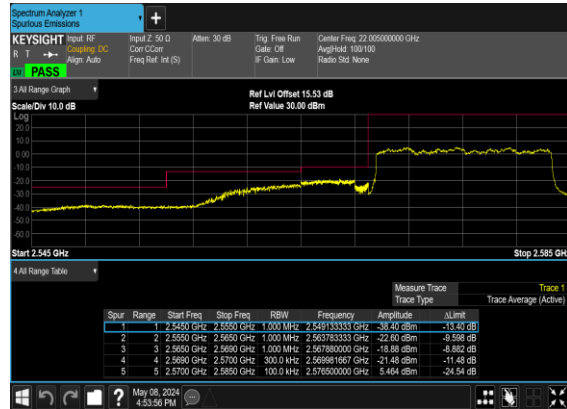 Spectrum Analyzer 1
Spurious Emissions
KEYSIGHT Input: RF Input Z: 50 Ω Atten: 30 dB Trig: Free Run Center Freq: 22.005000000 GHz
R T Coupling: DC Corr CCorr Gate: Off Avg|Hold: 100/100
Align: Auto Freq Ref: Int (S) IF Gain: Low Radio Std: None
PASS
3 All Range Graph
Ref Lvl Offset 15.53 dB
Scale/Div 10.0 dB Ref Value 30.00 dBm
Log
20.0
10.0
0.00
-10.0
-20.0
-30.0
-40.0
-50.0
-60.0
Start 2.545 GHz Stop 2.585 GH
4 All Range Table
Measure Trace Trace 1
Trace Type Trace Average (Active)
Spur Range Start Freq Stop Freq RBW Frequency Amplitude ΔLimit
1 1 2.5450 GHz 2.5550 GHz 1.000 MHz 2.549133333 GHz -38.40 dBm -13.40 dB
2 2 2.5550 GHz 2.5650 GHz 1.000 MHz 2.563783333 GHz -22.60 dBm -9.598 dB
3 3 2.5650 GHz 2.5690 GHz 1.000 MHz 2.567880000 GHz -18.88 dBm -8.882 dB
4 4 2.5690 GHz 2.5700 GHz 300.0 kHz 2.569981667 GHz -21.48 dBm -11.48 dB
5 5 2.5700 GHz 2.5850 GHz 100.0 kHz 2.576500000 GHz 5.464 dBm -24.54 dB
May 08, 2024
4:53:56 PM